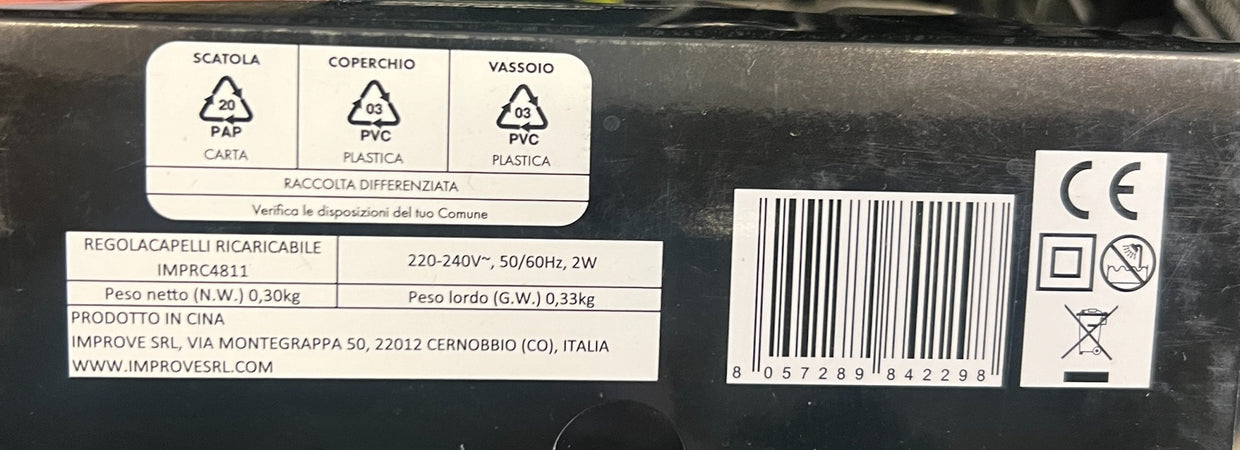 SCATOLA
20
PAP
CARTA
COPERCHIO
03
PVC
PLASTICA
VASSOIO
03
PVC
PLASTICA
RACCOLTA DIFFERENZIATA
Verifica le disposizioni del tuo Comune
REGOLACAPELLI RICARICABILE
IMPRC4811
220-240V~, 50/60Hz, 2W
Peso netto (N.W.) 0,30kg
Peso lordo (G.W.) 0,33kg
PRODOTTO IN CINA
IMPROVE SRL, VIA MONTEGRAPPA 50, 22012 CERNOBBIO (CO), ITALIA
WWW.IMPROVESRL.COM
8 057289 842298
CE